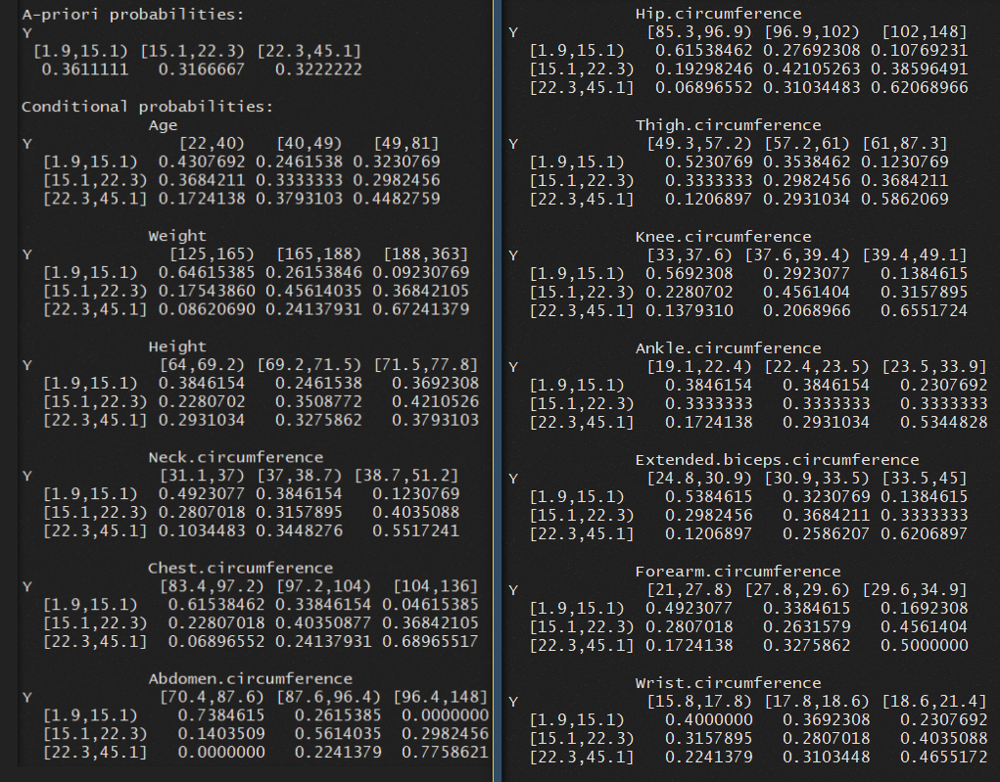 A-priori probabilities:
Y
[1.9,15.1) [15.1,22.3) [22.3,45.1]
0.3611111 0.3166667 0.3222222
Conditional probabilities:
Age
Y [22,40) [40,49) [49,81]
[1.9,15.1) 0.4307692 0.2461538 0.3230769
[15.1,22.3) 0.3684211 0.3333333 0.2982456
[22.3,45.1] 0.1724138 0.3793103 0.4482759
Weight
Y [125,165) [165,188) [188,363]
[1.9,15.1) 0.64615385 0.26153846 0.09230769
[15.1,22.3) 0.17543860 0.45614035 0.36842105
[22.3,45.1] 0.08620690 0.24137931 0.67241379
Height
Y [64,69.2) [69.2,71.5) [71.5,77.8]
[1.9,15.1) 0.3846154 0.2461538 0.3692308
[15.1,22.3) 0.2280702 0.3508772 0.4210526
[22.3,45.1] 0.2931034 0.3275862 0.3793103
Neck.circumference
Y [31.1,37) [37,38.7) [38.7,51.2]
[1.9,15.1) 0.4923077 0.3846154 0.1230769
[15.1,22.3) 0.2807018 0.3157895 0.4035088
[22.3,45.1] 0.1034483 0.3448276 0.5517241
Chest.circumference
Y [83.4,97.2) [97.2,104) [104,136]
[1.9,15.1) 0.61538462 0.33846154 0.04615385
[15.1,22.3) 0.22807018 0.40350877 0.36842105
[22.3,45.1] 0.06896552 0.24137931 0.68965517
Abdomen.circumference
Y [70.4,87.6) [87.6,96.4) [96.4,148]
[1.9,15.1) 0.7384615 0.2615385 0.0000000
[15.1,22.3) 0.1403509 0.5614035 0.2982456
[22.3,45.1] 0.0000000 0.2241379 0.7758621
Hip.circumference
Y [85.3,96.9) [96.9,102) [102,148]
[1.9,15.1) 0.61538462 0.27692308 0.10769231
[15.1,22.3) 0.19298246 0.42105263 0.38596491
[22.3,45.1] 0.06896552 0.31034483 0.62068966
Thigh.circumference
Y [49.3,57.2) [57.2,61) [61,87.3]
[1.9,15.1) 0.5230769 0.3538462 0.1230769
[15.1,22.3) 0.3333333 0.2982456 0.3684211
[22.3,45.1] 0.1206897 0.2931034 0.5862069
Knee.circumference
Y [33,37.6) [37.6,39.4) [39.4,49.1]
[1.9,15.1) 0.5692308 0.2923077 0.1384615
[15.1,22.3) 0.2280702 0.4561404 0.3157895
[22.3,45.1] 0.1379310 0.2068966 0.6551724
Ankle.circumference
Y [19.1,22.4) [22.4,23.5) [23.5,33.9]
[1.9,15.1) 0.3846154 0.3846154 0.2307692
[15.1,22.3) 0.3333333 0.3333333 0.3333333
[22.3,45.1] 0.1724138 0.2931034 0.5344828
Extended.biceps.circumference
Y [24.8,30.9) [30.9,33.5) [33.5,45]
[1.9,15.1) 0.5384615 0.3230769 0.1384615
[15.1,22.3) 0.2982456 0.3684211 0.3333333
[22.3,45.1] 0.1206897 0.2586207 0.6206897
Forearm.circumference
Y [21,27.8) [27.8,29.6) [29.6,34.9]
[1.9,15.1) 0.4923077 0.3384615 0.1692308
[15.1,22.3) 0.2807018 0.2631579 0.4561404
[22.3,45.1] 0.1724138 0.3275862 0.5000000
Wrist.circumference
Y [15.8,17.8) [17.8,18.6) [18.6,21.4]
[1.9,15.1) 0.4000000 0.3692308 0.2307692
[15.1,22.3) 0.3157895 0.2807018 0.4035088
[22.3,45.1] 0.2241379 0.3103448 0.4655172